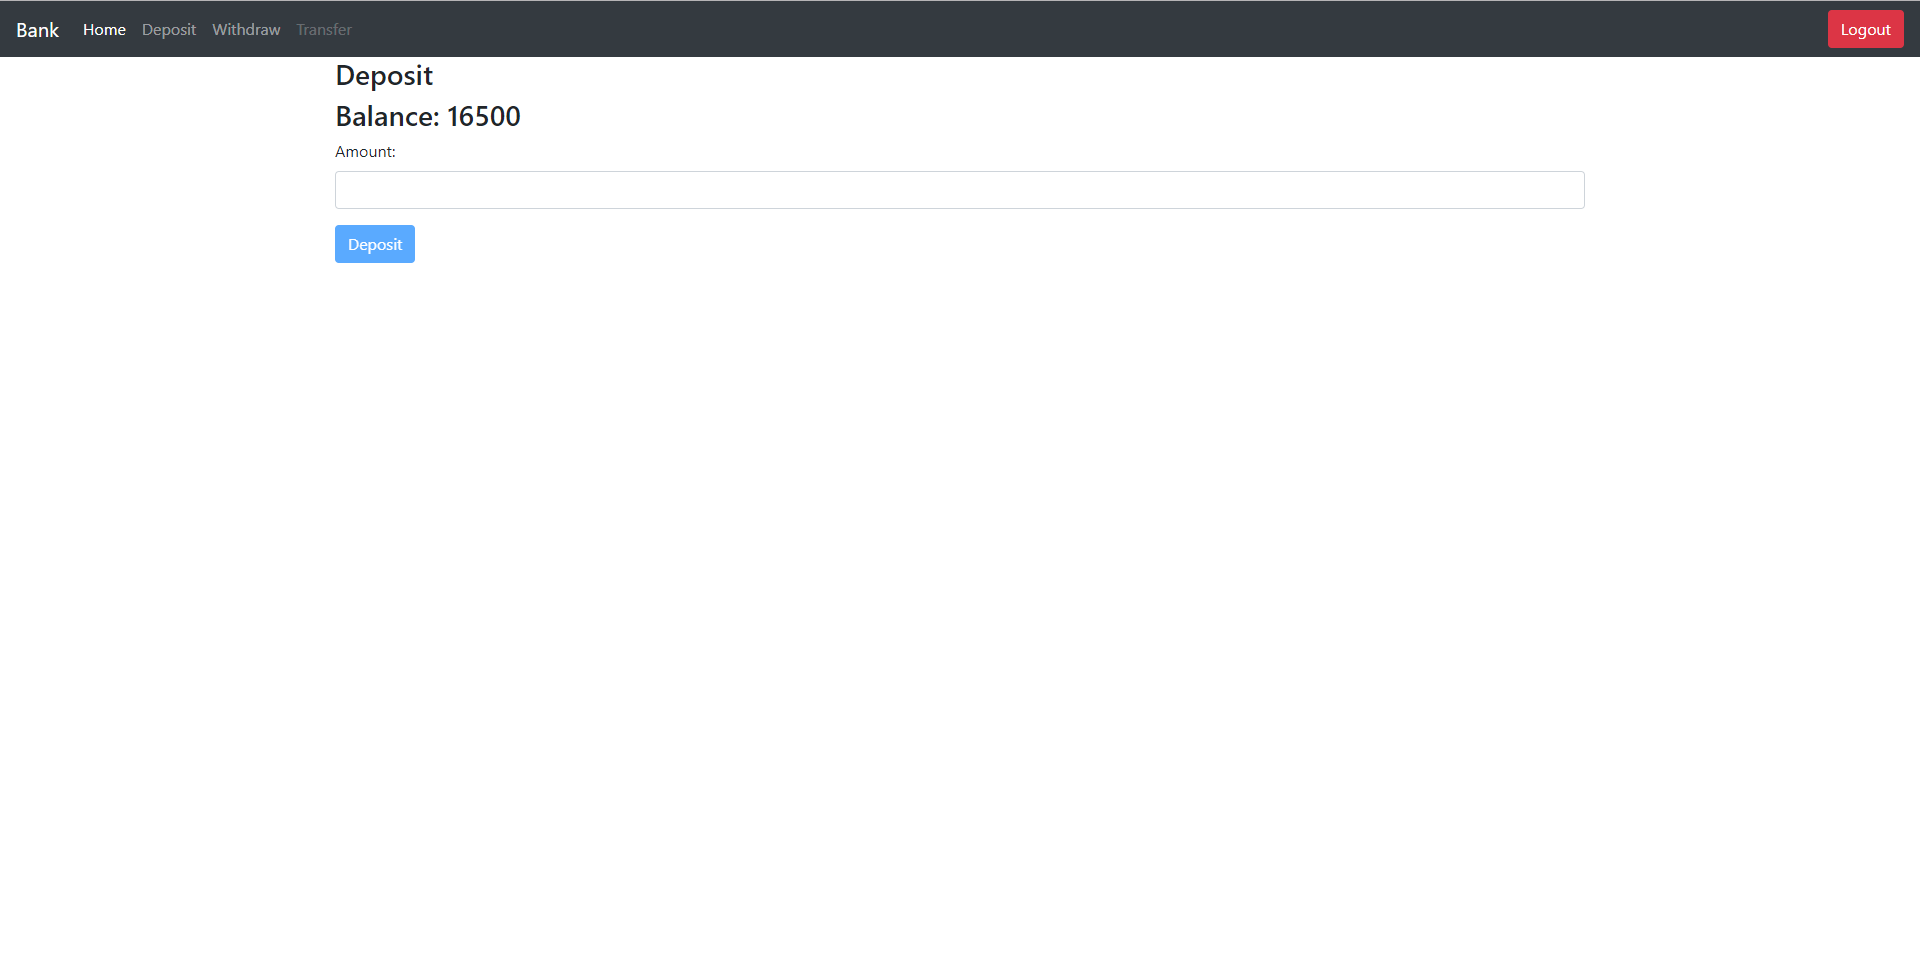 Bank Home Deposit Withdraw Transfer Logout
Deposit
Balance: 16500
Amount:
Deposit